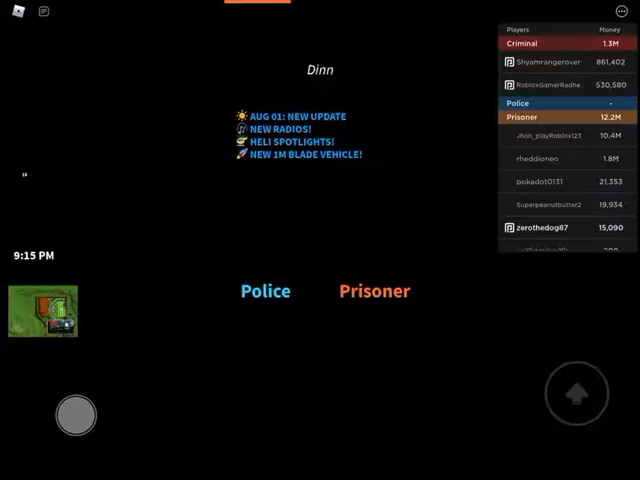 Players Money
Criminal 1.3M
Shyamrangerover 861,402
RobloxGamerRadhe 530,580
Police -
Prisoner 12.2M
Jhon_playRoblox123 10.4M
rheddioneo 1.8M
pokadot0131 21,353
Superpeanutbutter2 19,934
zerothedog87 15,090
Dinn
AUG 01: NEW UPDATE
NEW RADIOS!
HELI SPOTLIGHTS!
NEW 1M BLADE VEHICLE!
9:15 PM
Police Prisoner